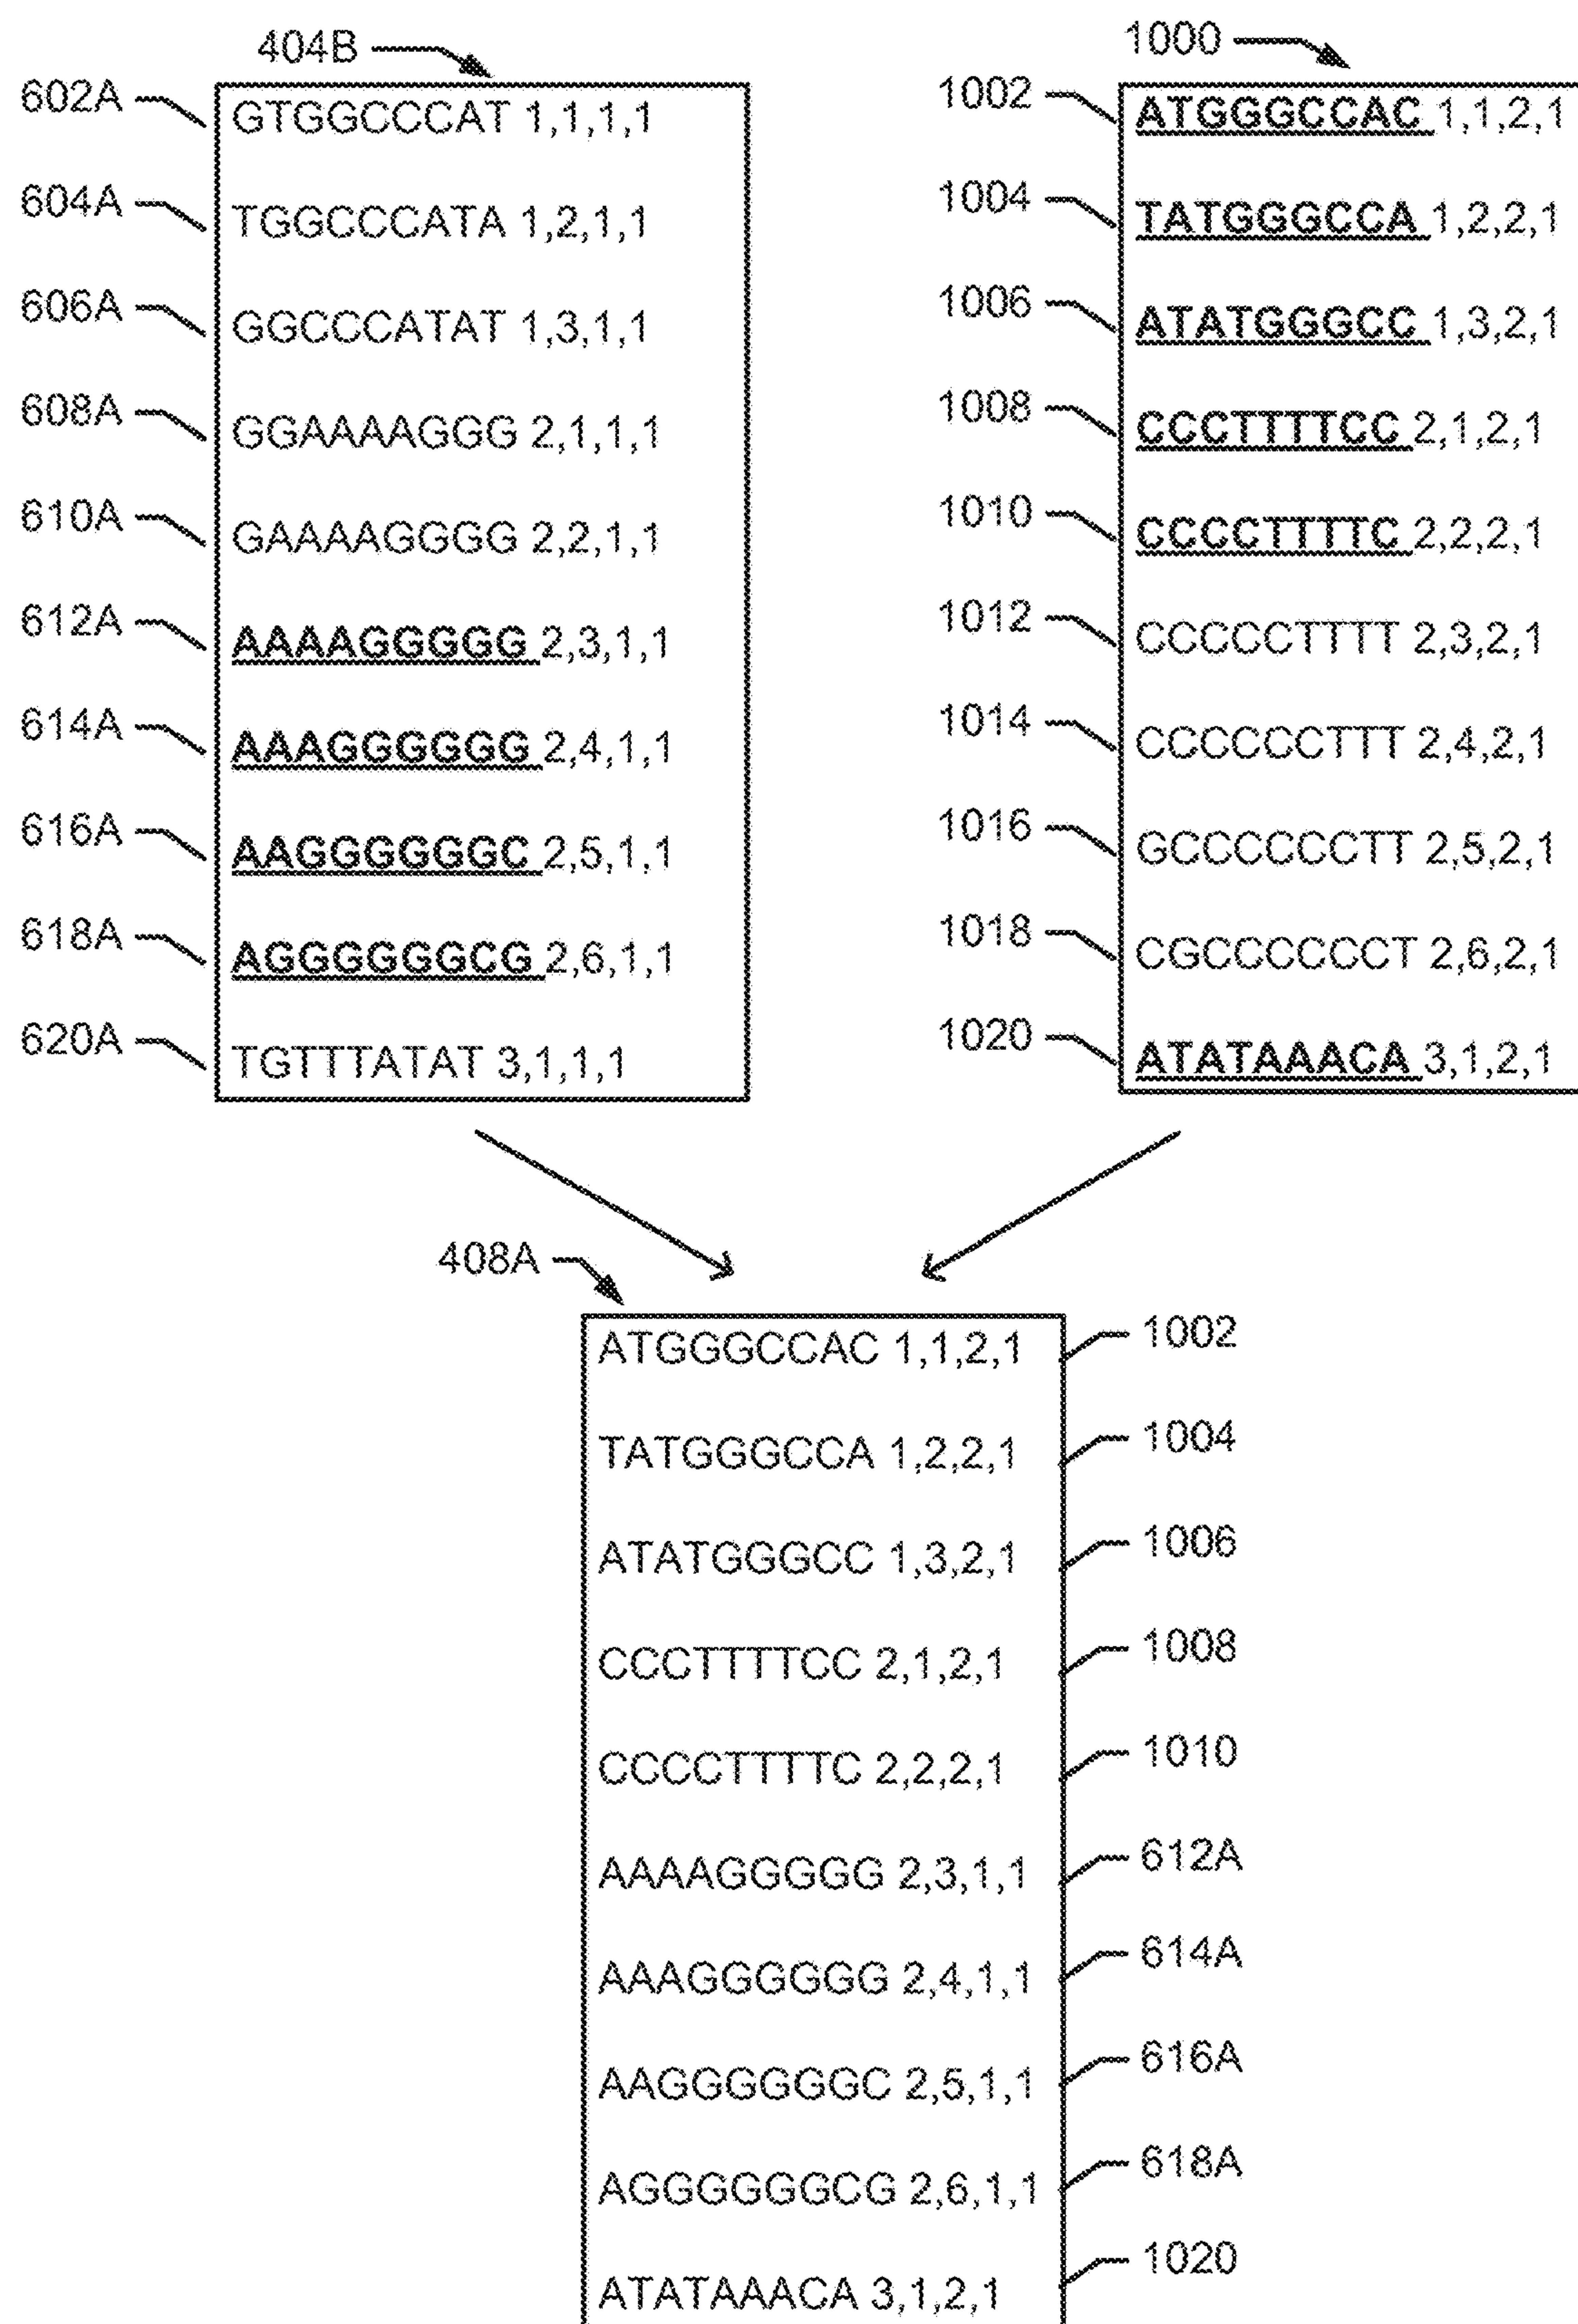 404B
602A GTGGCCCAT 1,1,1,1
604A TGGCCCATA 1,2,1,1
606A GGCCCATAT 1,3,1,1
608A GGAAAAGGG 2,1,1,1
610A GAAAAGGGG 2,2,1,1
612A AAAAGGGGG 2,3,1,1
614A AAAGGGGGG 2,4,1,1
616A AAGGGGGGC 2,5,1,1
618A AGGGGGGCG 2,6,1,1
620A TGTTTATAT 3,1,1,1
1000
1002 ATGGGCCAC 1,1,2,1
1004 TATGGGCCA 1,2,2,1
1006 ATATGGGCC 1,3,2,1
1008 CCCTTTTCC 2,1,2,1
1010 CCCCTTTTC 2,2,2,1
1012 CCCCCTTTT 2,3,2,1
1014 CCCCCCTTT 2,4,2,1
1016 GCCCCCCTT 2,5,2,1
1018 CGCCCCCCT 2,6,2,1
1020 ATATAAACA 3,1,2,1
408A
ATGGGCCAC 1,1,2,1 1002
TATGGGCCA 1,2,2,1 1004
ATATGGGCC 1,3,2,1 1006
CCCTTTTCC 2,1,2,1 1008
CCCCTTTTC 2,2,2,1 1010
AAAAGGGGG 2,3,1,1 612A
AAAGGGGGG 2,4,1,1 614A
AAGGGGGGC 2,5,1,1 616A
AGGGGGGCG 2,6,1,1 618A
ATATAAACA 3,1,2,1 1020